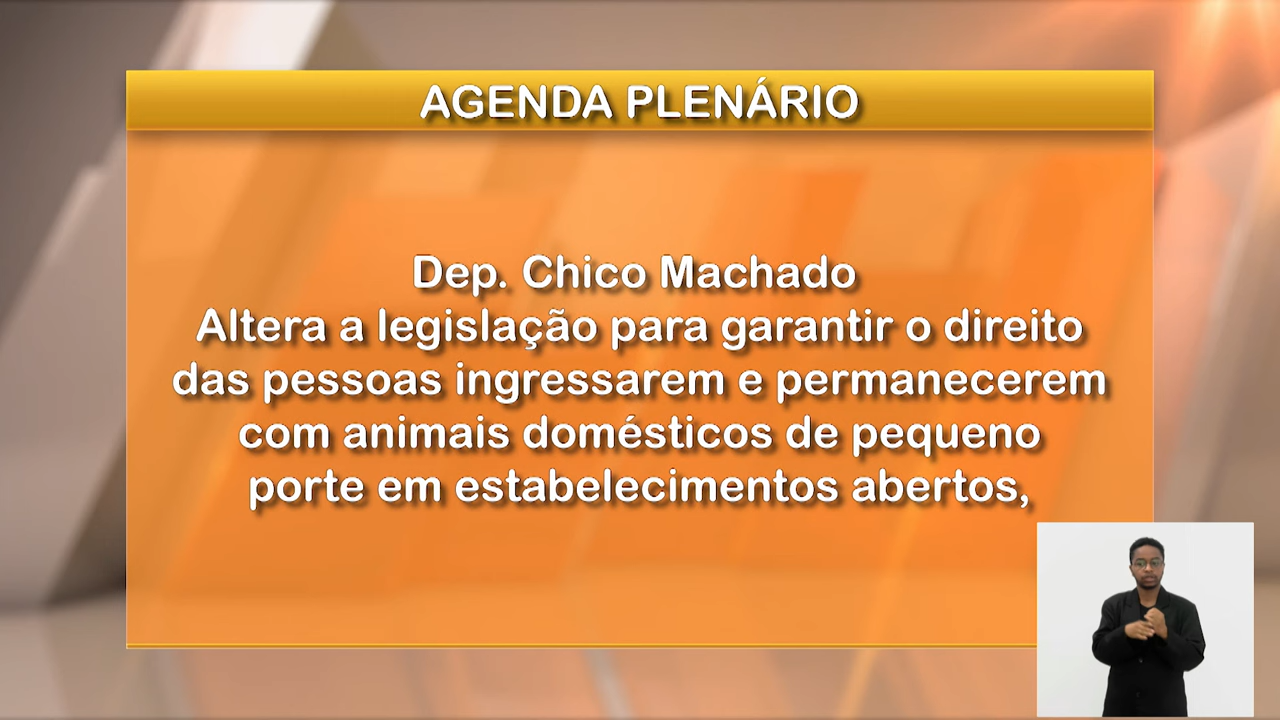 AGENDA PLENÁRIO
Dep. Chico Machado
Altera a legislação para garantir o direito
das pessoas ingressarem e permanecerem
com animais domésticos de pequeno
porte em estabelecimentos abertos,